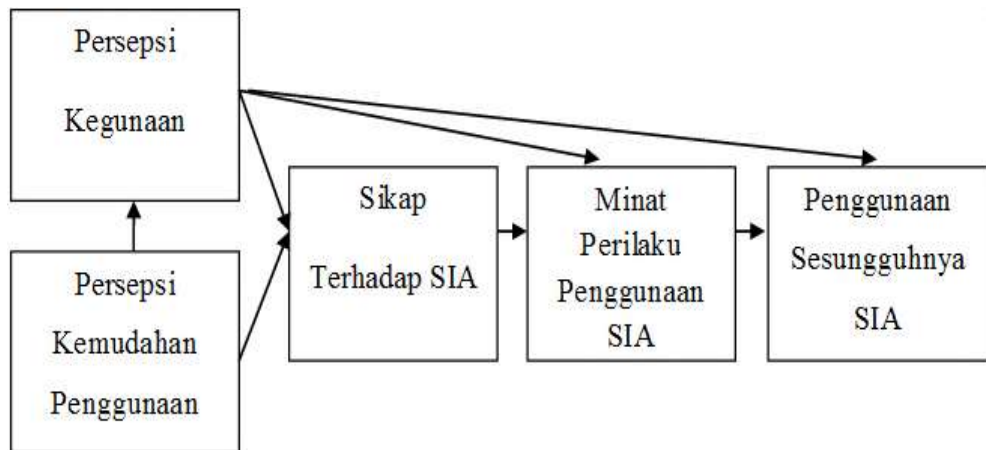 Persepsi
Kegunaan
Persepsi
Kemudahan
Penggunaan
Sikap
Terhadap SIA
Minat
Perilaku
Penggunaan
SIA
Penggunaan
Sesungguhnya
SIA